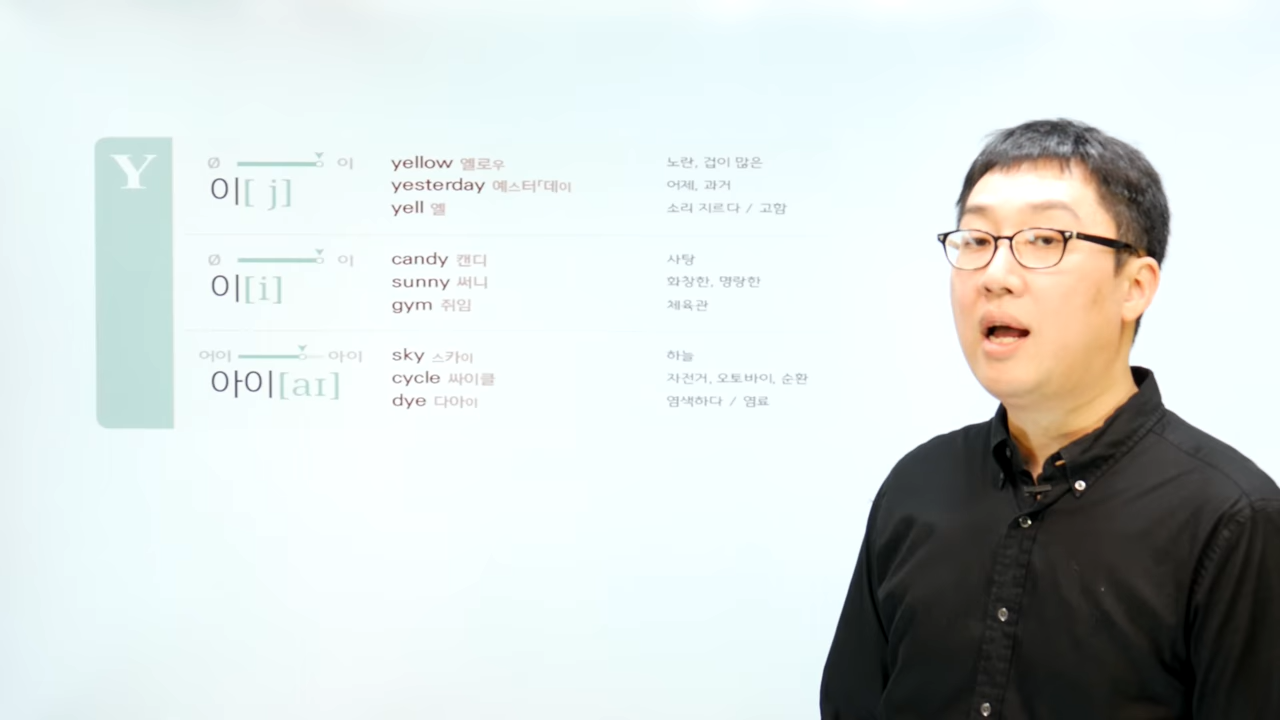 Y
Ø 이
이[ j]
yellow 옐로우 노란, 겁이 많은
yesterday 예스터「데이 어제, 과거
yell 옐 소리 지르다 / 고함
Ø 이
이[i]
candy 캔디 사탕
sunny 써니 화창한, 명랑한
gym 쥐임 체육관
어이 아이
아이[aɪ]
sky 스카이 하늘
cycle 싸이클 자전거, 오토바이, 순환
dye 다아이 염색하다 / 염료